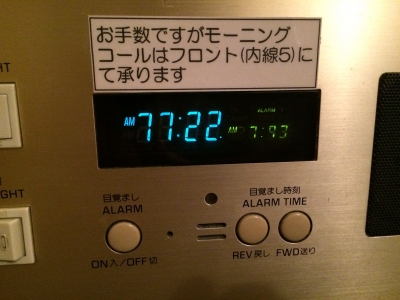 お手数ですがモーニング
コールはフロント(内線5)に
て承ります
ALARM
AM 77:22
AM
目覚まし
ALARM
目覚まし時刻
ALARM TIME
ON入/OFF切
REV戻し
FWD送り